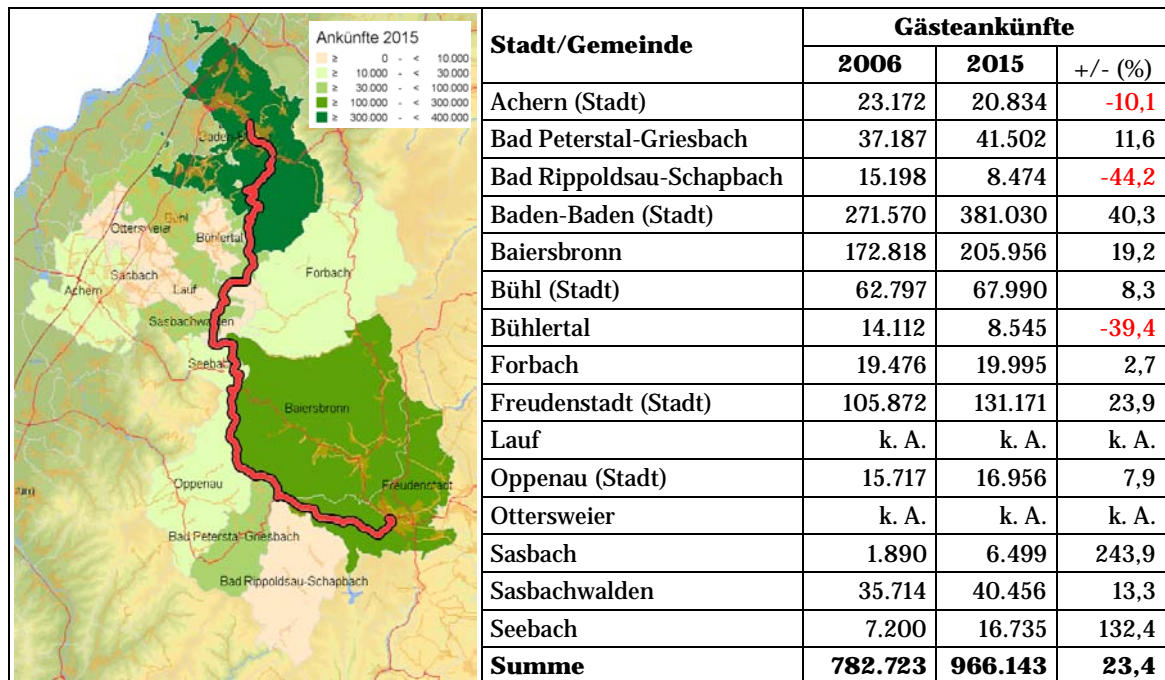 Ankünfte 2015
≥ 0 - < 10.000
≥ 10.000 - < 30.000
≥ 30.000 - < 100.000
≥ 100.000 - < 300.000
≥ 300.000 - < 400.000
Bühl
Ottersweier
Bühlertal
Sasbach
Forbach
Achern
Lauf
Sasbachwalden
Seebach
Baiersbronn
Oppenau
Freudenstadt
Bad Peterstal-Griesbach
Bad Rippoldsau-Schapbach
Stadt/Gemeinde Gästeankünfte
2006 2015 +/- (%)
Achern (Stadt) 23.172 20.834 -10,1
Bad Peterstal-Griesbach 37.187 41.502 11,6
Bad Rippoldsau-Schapbach 15.198 8.474 -44,2
Baden-Baden (Stadt) 271.570 381.030 40,3
Baiersbronn 172.818 205.956 19,2
Bühl (Stadt) 62.797 67.990 8,3
Bühlertal 14.112 8.545 -39,4
Forbach 19.476 19.995 2,7
Freudenstadt (Stadt) 105.872 131.171 23,9
Lauf k. A. k. A. k. A.
Oppenau (Stadt) 15.717 16.956 7,9
Ottersweier k. A. k. A. k. A.
Sasbach 1.890 6.499 243,9
Sasbachwalden 35.714 40.456 13,3
Seebach 7.200 16.735 132,4
Summe 782.723 966.143 23,4